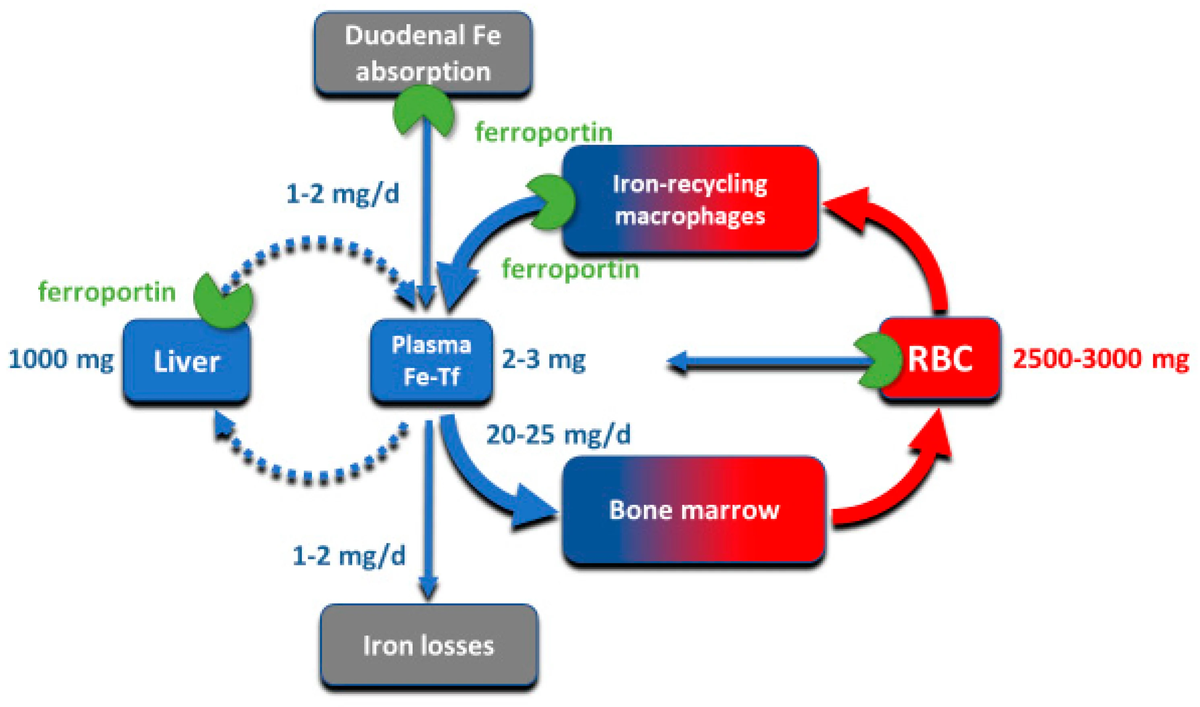 Duodenal Fe
absorption
ferroportin
1-2 mg/d
Iron-recycling
macrophages
ferroportin
ferroportin
1000 mg
Liver
Plasma
Fe-Tf
2-3 mg
RBC
2500-3000 mg
20-25 mg/d
Bone marrow
1-2 mg/d
Iron losses